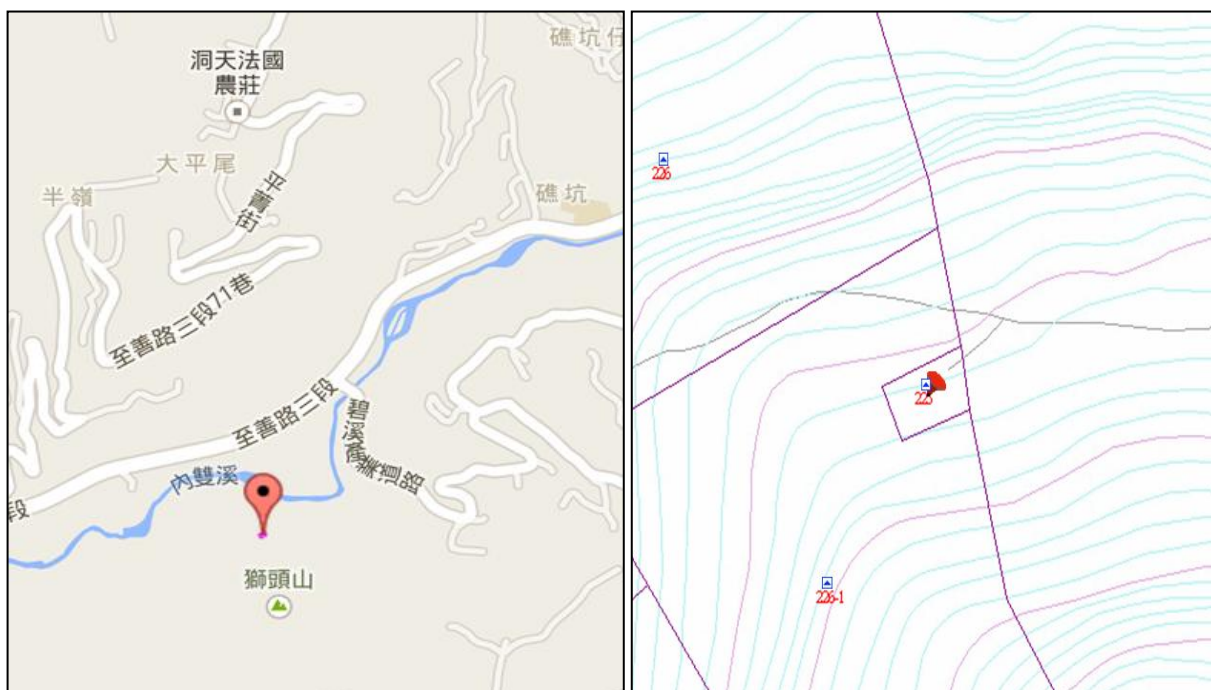 洞天法國
農莊
礁坑仔
大平尾
半嶺
平菁街
礁坑
至善路三段71巷
至善路三段
碧溪產業道路
內雙溪
段
獅頭山
226
225
226-1